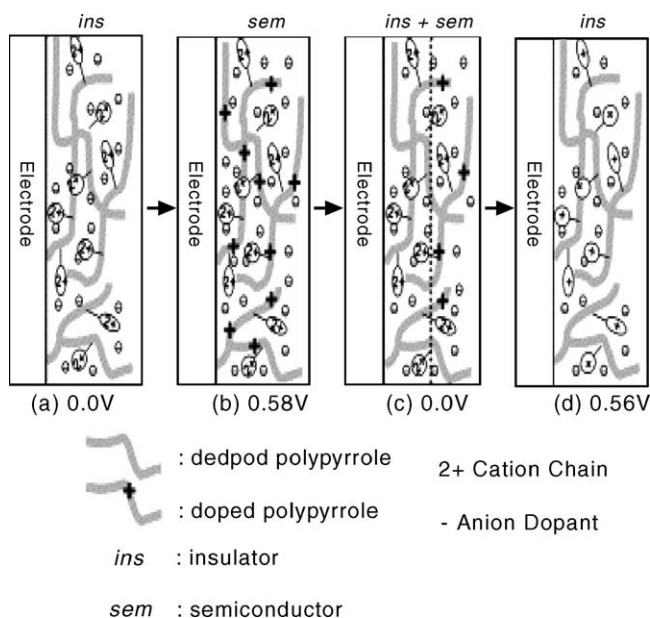 ins sem ins + sem ins
Electrode Electrode Electrode Electrode
(a) 0.0V (b) 0.58V (c) 0.0V (d) 0.56V
: dedpod polypyrrole
2+ Cation Chain
: doped polypyrrole
- Anion Dopant
ins : insulator
sem : semiconductor